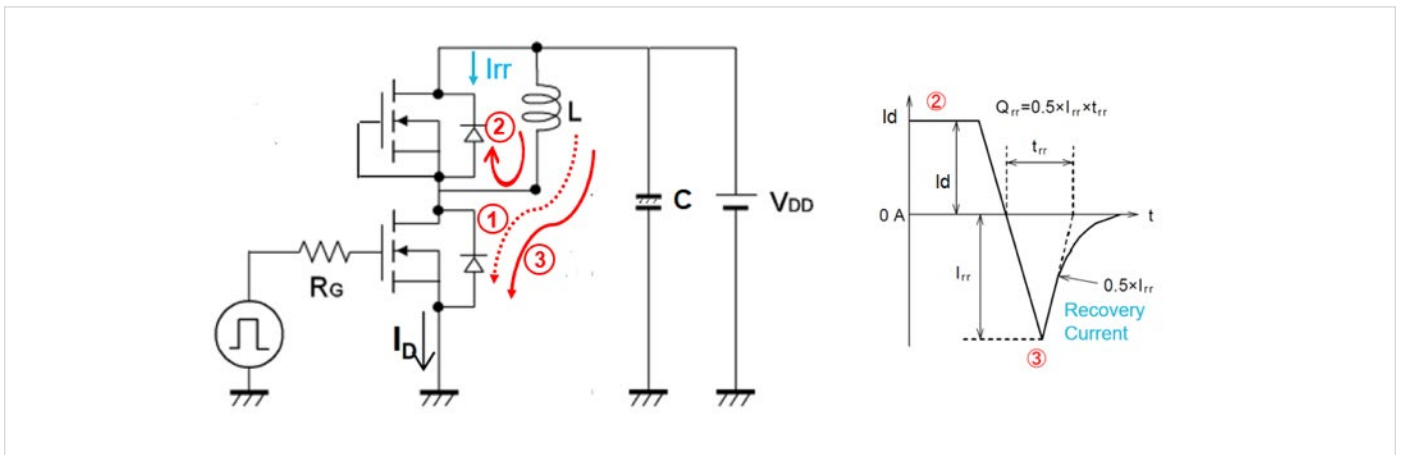 Irr
L
②
C
VDD
①
③
RG
ID
②
Qrr=0.5×Irr×trr
Id
trr
Id
0 A
t
Irr
0.5×Irr
Recovery
Current
③